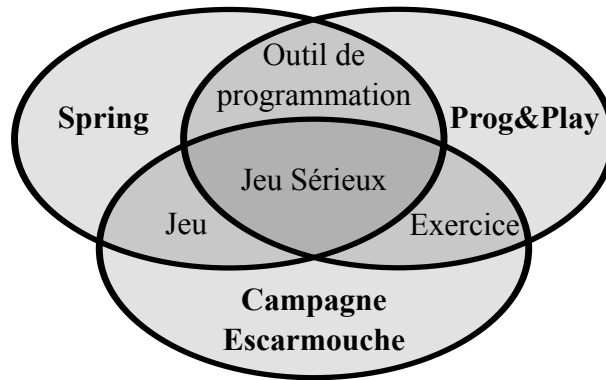 Outil de
programmation
Spring
Prog&Play
Jeu Sérieux
Jeu
Exercice
Campagne
Escarmouche